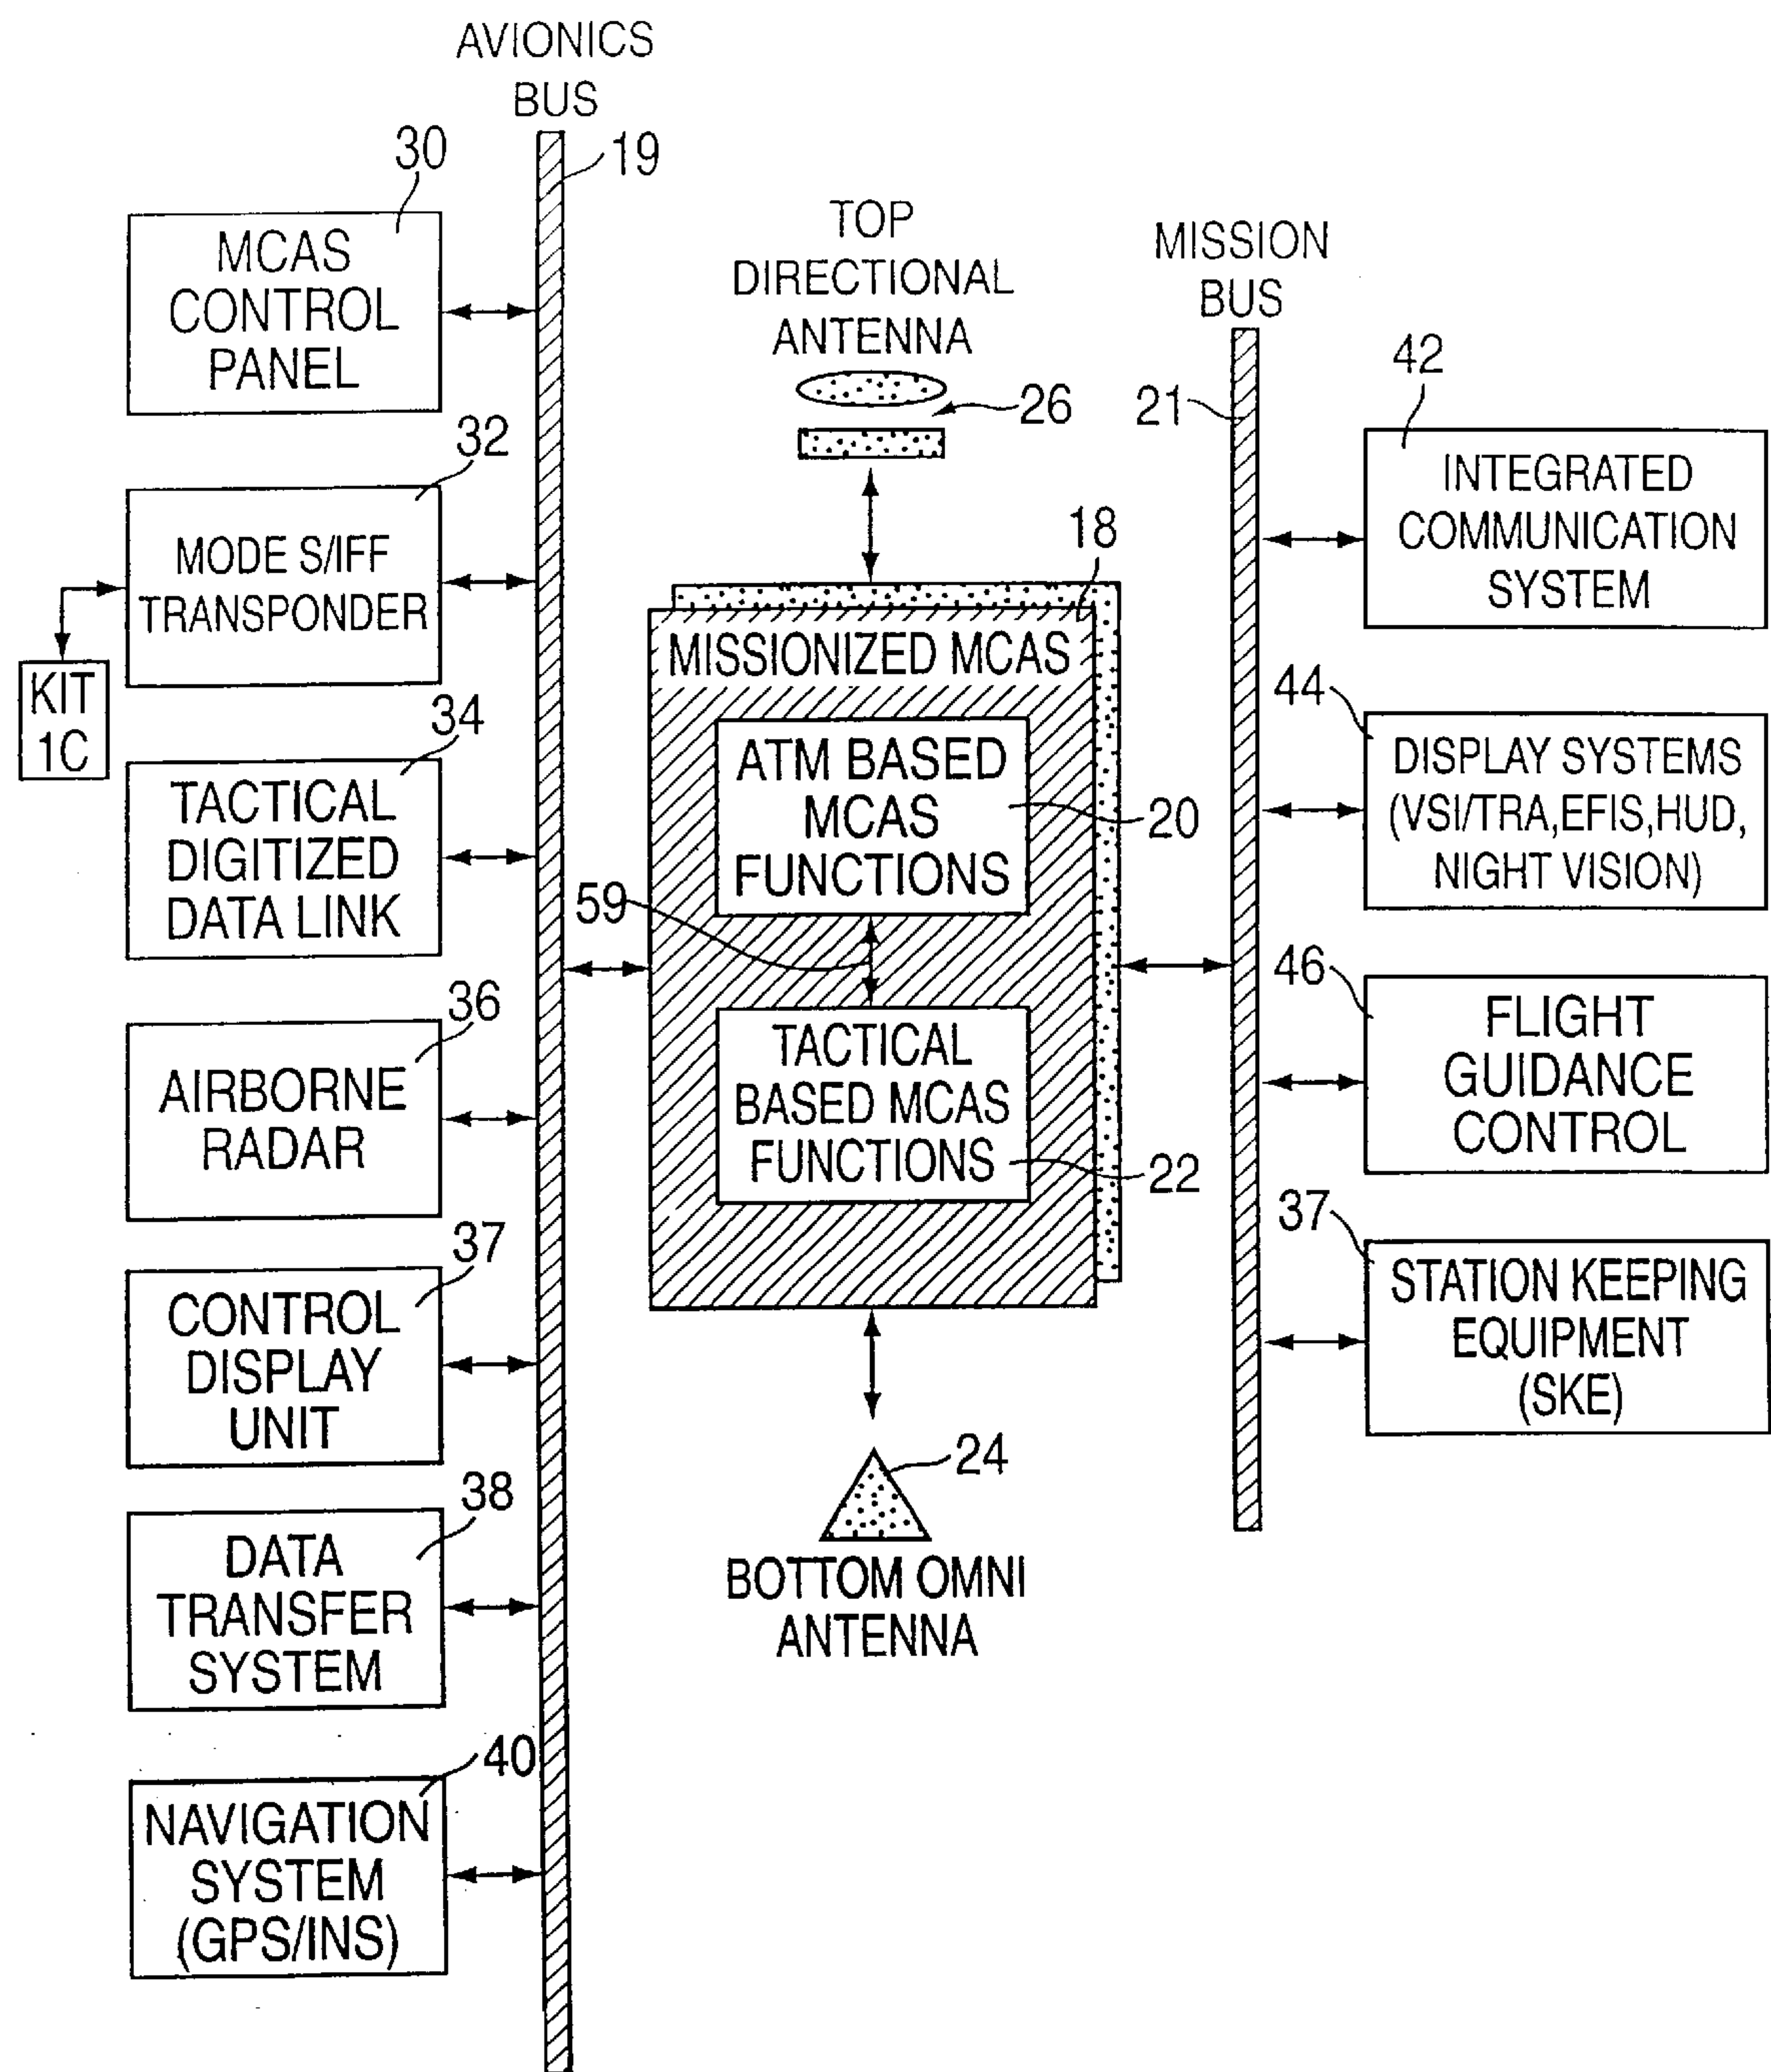 AVIONICS
BUS
19
30
MCAS
CONTROL
PANEL
32
MODE S/IFF
TRANSPONDER
KIT
1C
34
TACTICAL
DIGITIZED
DATA LINK
36
AIRBORNE
RADAR
37
CONTROL
DISPLAY
UNIT
38
DATA
TRANSFER
SYSTEM
40
NAVIGATION
SYSTEM
(GPS/INS)
TOP
DIRECTIONAL
ANTENNA
26
18
MISSIONIZED MCAS
ATM BASED
MCAS
FUNCTIONS
20
59
TACTICAL
BASED MCAS
FUNCTIONS
22
24
BOTTOM OMNI
ANTENNA
MISSION
BUS
21
42
INTEGRATED
COMMUNICATION
SYSTEM
44
DISPLAY SYSTEMS
(VSI/TRA,EFIS,HUD,
NIGHT VISION)
46
FLIGHT
GUIDANCE
CONTROL
37
STATION KEEPING
EQUIPMENT
(SKE)